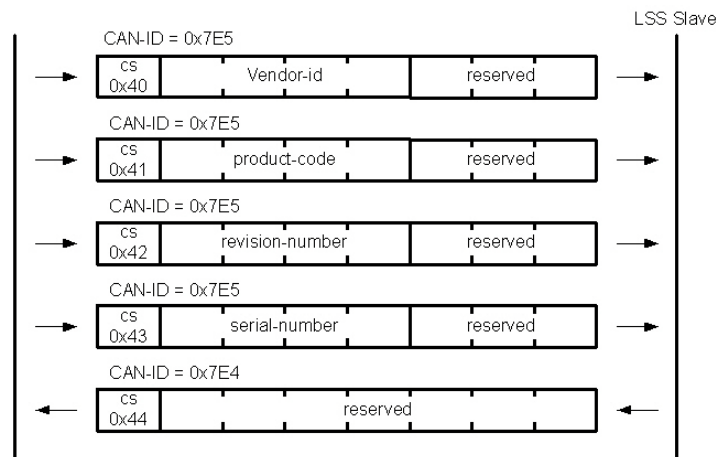 LSS Slave
CAN-ID = 0x7E5
cs
0x40
Vendor-id
reserved
CAN-ID = 0x7E5
cs
0x41
product-code
reserved
CAN-ID = 0x7E5
cs
0x42
revision-number
reserved
CAN-ID = 0x7E5
cs
0x43
serial-number
reserved
CAN-ID = 0x7E4
cs
0x44
reserved